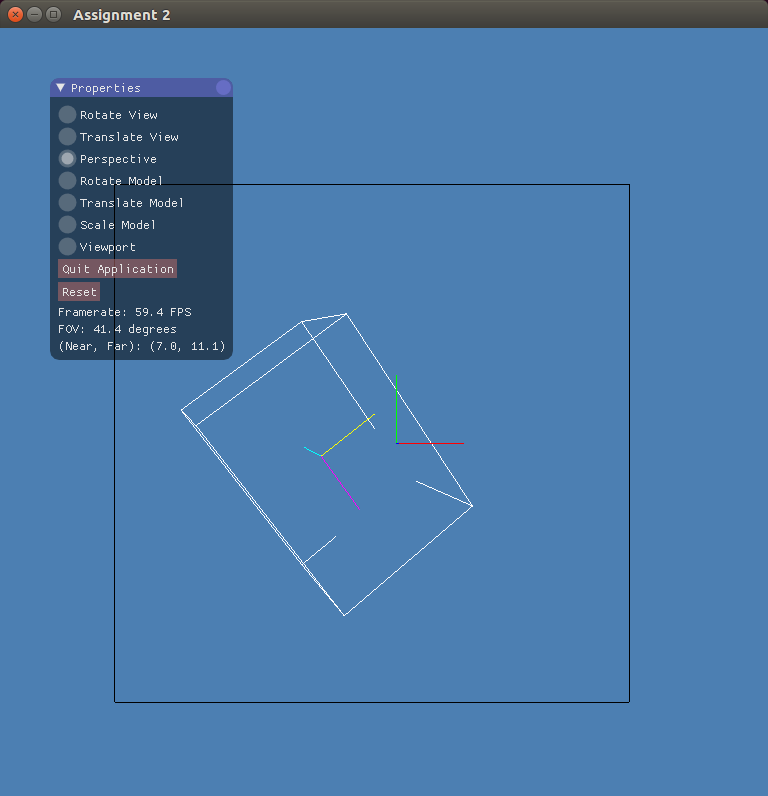 Assignment 2
Properties
Rotate View
Translate View
Perspective
Rotate Model
Translate Model
Scale Model
Viewport
Quit Application
Reset
Framerate: 59.4 FPS
FOV: 41.4 degrees
(Near, Far): (7.0, 11.1)